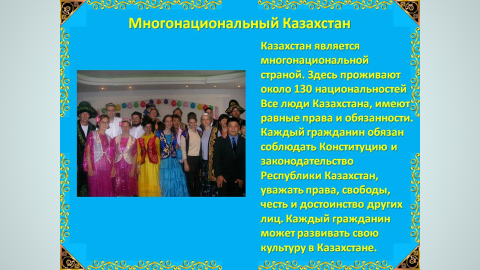 Многонациональный Казахстан
Казахстан является
многонациональной
страной. Здесь проживают
около 130 национальностей
Все люди Казахстана, имеют
равные права и обязанности.
Каждый гражданин обязан
соблюдать Конституцию и
законодательство
Республики Казахстан,
уважать права, свободы,
честь и достоинство других
лиц. Каждый гражданин
может развивать свою
культуру в Казахстане.